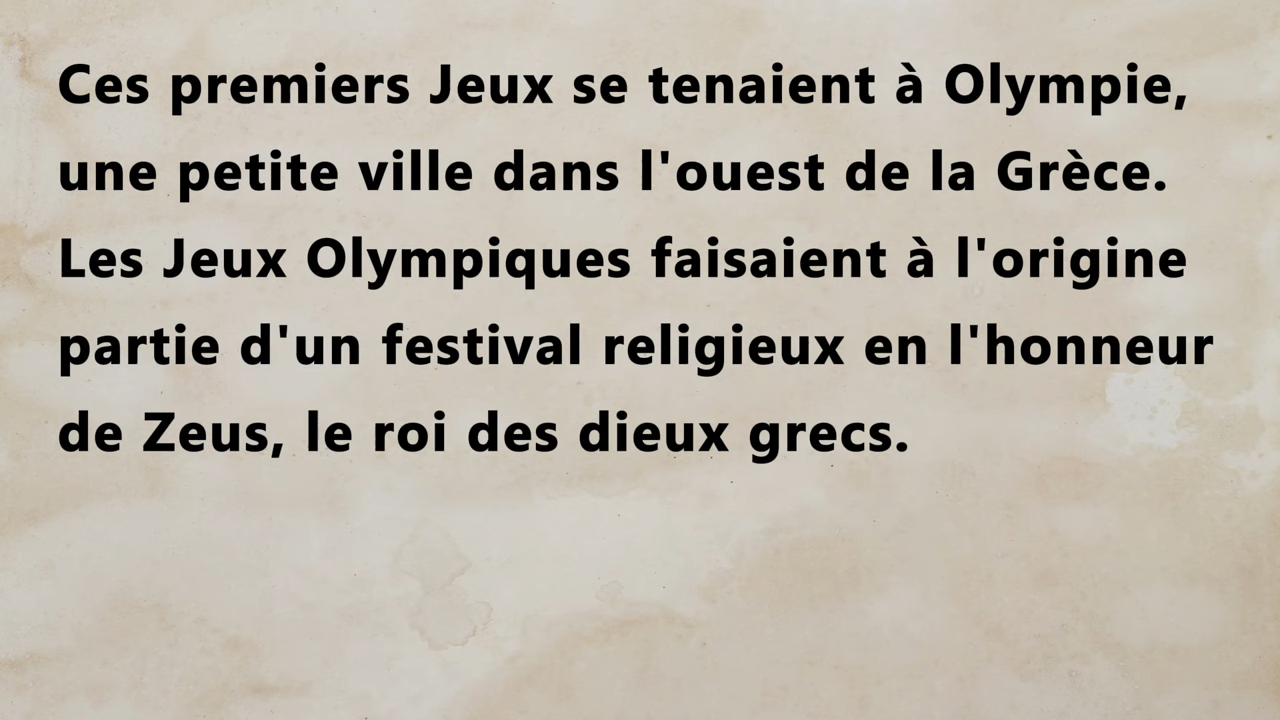 Ces premiers Jeux se tenaient à Olympie,
une petite ville dans l'ouest de la Grèce.
Les Jeux Olympiques faisaient à l'origine
partie d'un festival religieux en l'honneur
de Zeus, le roi des dieux grecs.